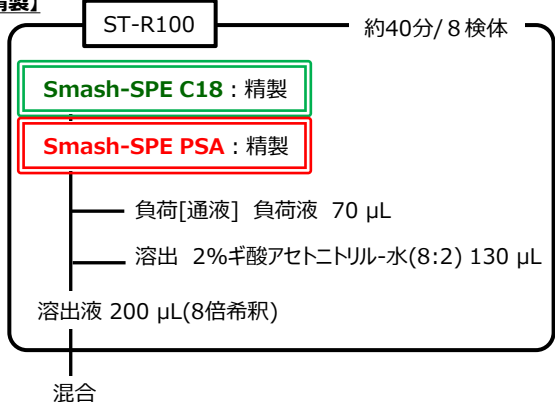 精製】
ST-R100
約40分/８検体
Smash-SPE C18：精製
Smash-SPE PSA：精製
負荷[通液] 負荷液 70 µL
溶出 2%ギ酸アセトニトリル-水(8:2) 130 µL
溶出液 200 µL(8倍希釈)
混合